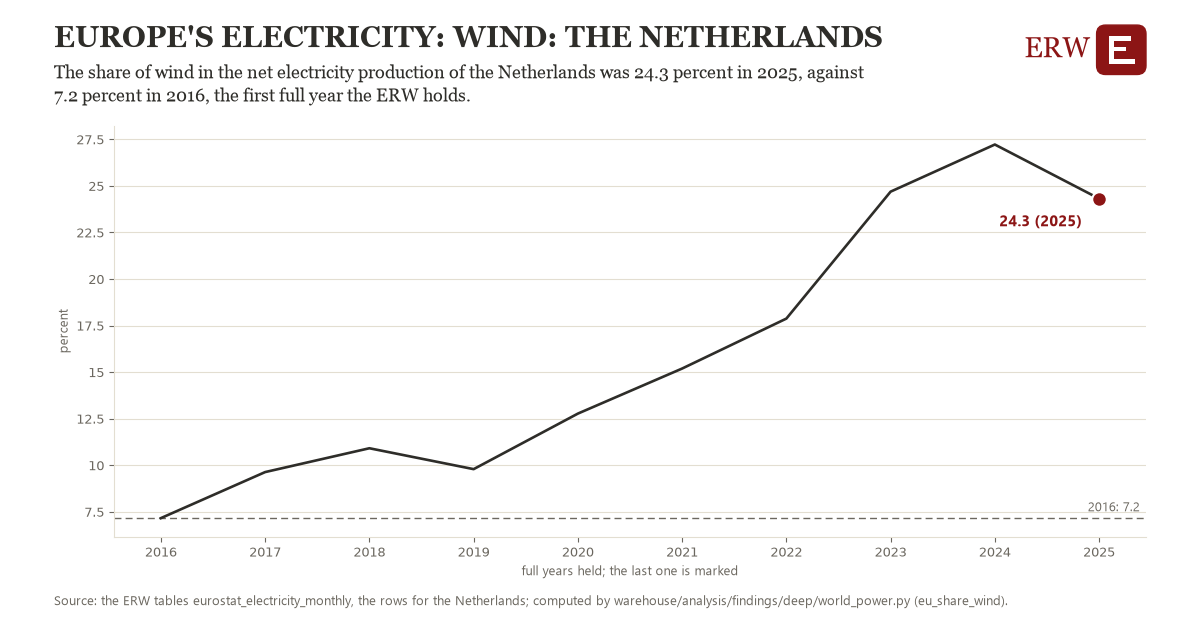 EUROPE'S ELECTRICITY: WIND: THE NETHERLANDS
ERW E
The share of wind in the net electricity production of the Netherlands was 24.3 percent in 2025, against
7.2 percent in 2016, the first full year the ERW holds.
27.5
25
22.5
20
17.5
15
12.5
10
7.5
percent
24.3 (2025)
2016: 7.2
2016 2017 2018 2019 2020 2021 2022 2023 2024 2025
full years held; the last one is marked
Source: the ERW tables eurostat_electricity_monthly, the rows for the Netherlands; computed by warehouse/analysis/findings/deep/world_power.py (eu_share_wind).